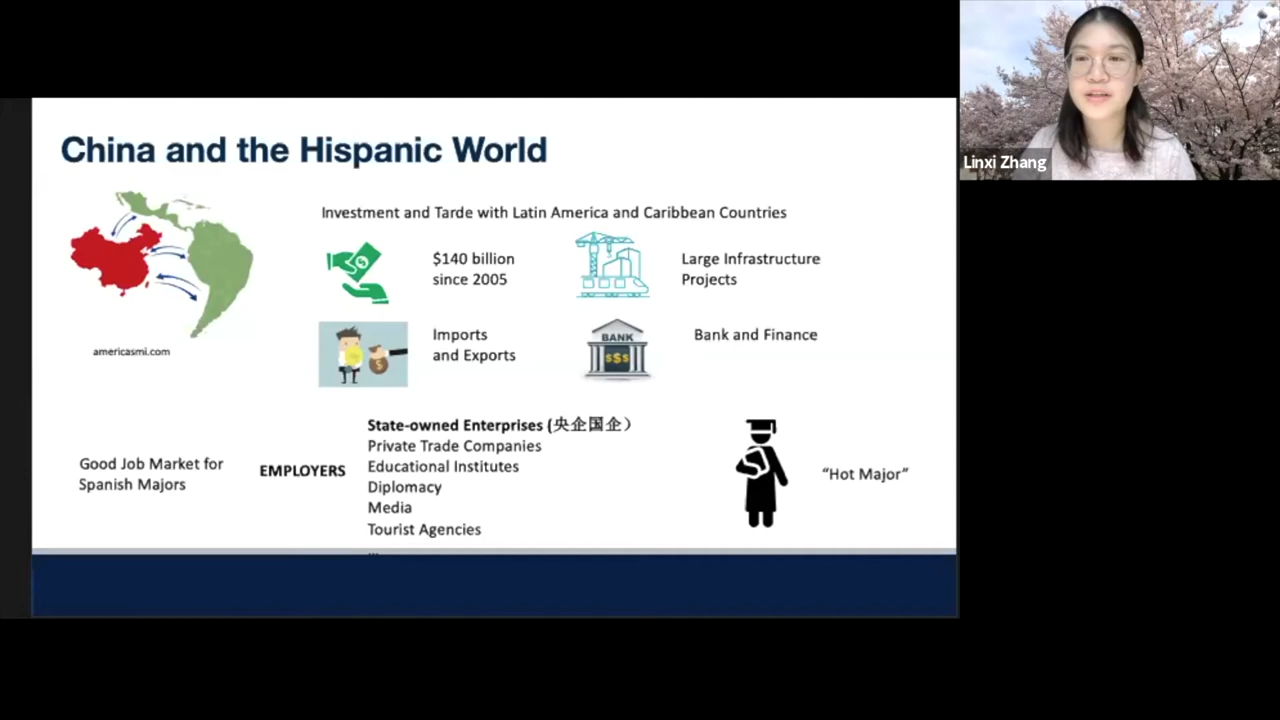 China and the Hispanic World
Linxi Zhang
Investment and Tarde with Latin America and Caribbean Countries
$140 billion
since 2005
Large Infrastructure
Projects
americasmi.com
Imports
and Exports
BANK
$$$
Bank and Finance
Good Job Market for
Spanish Majors
EMPLOYERS
State-owned Enterprises (央企国企）
Private Trade Companies
Educational Institutes
Diplomacy
Media
Tourist Agencies
...
“Hot Major”